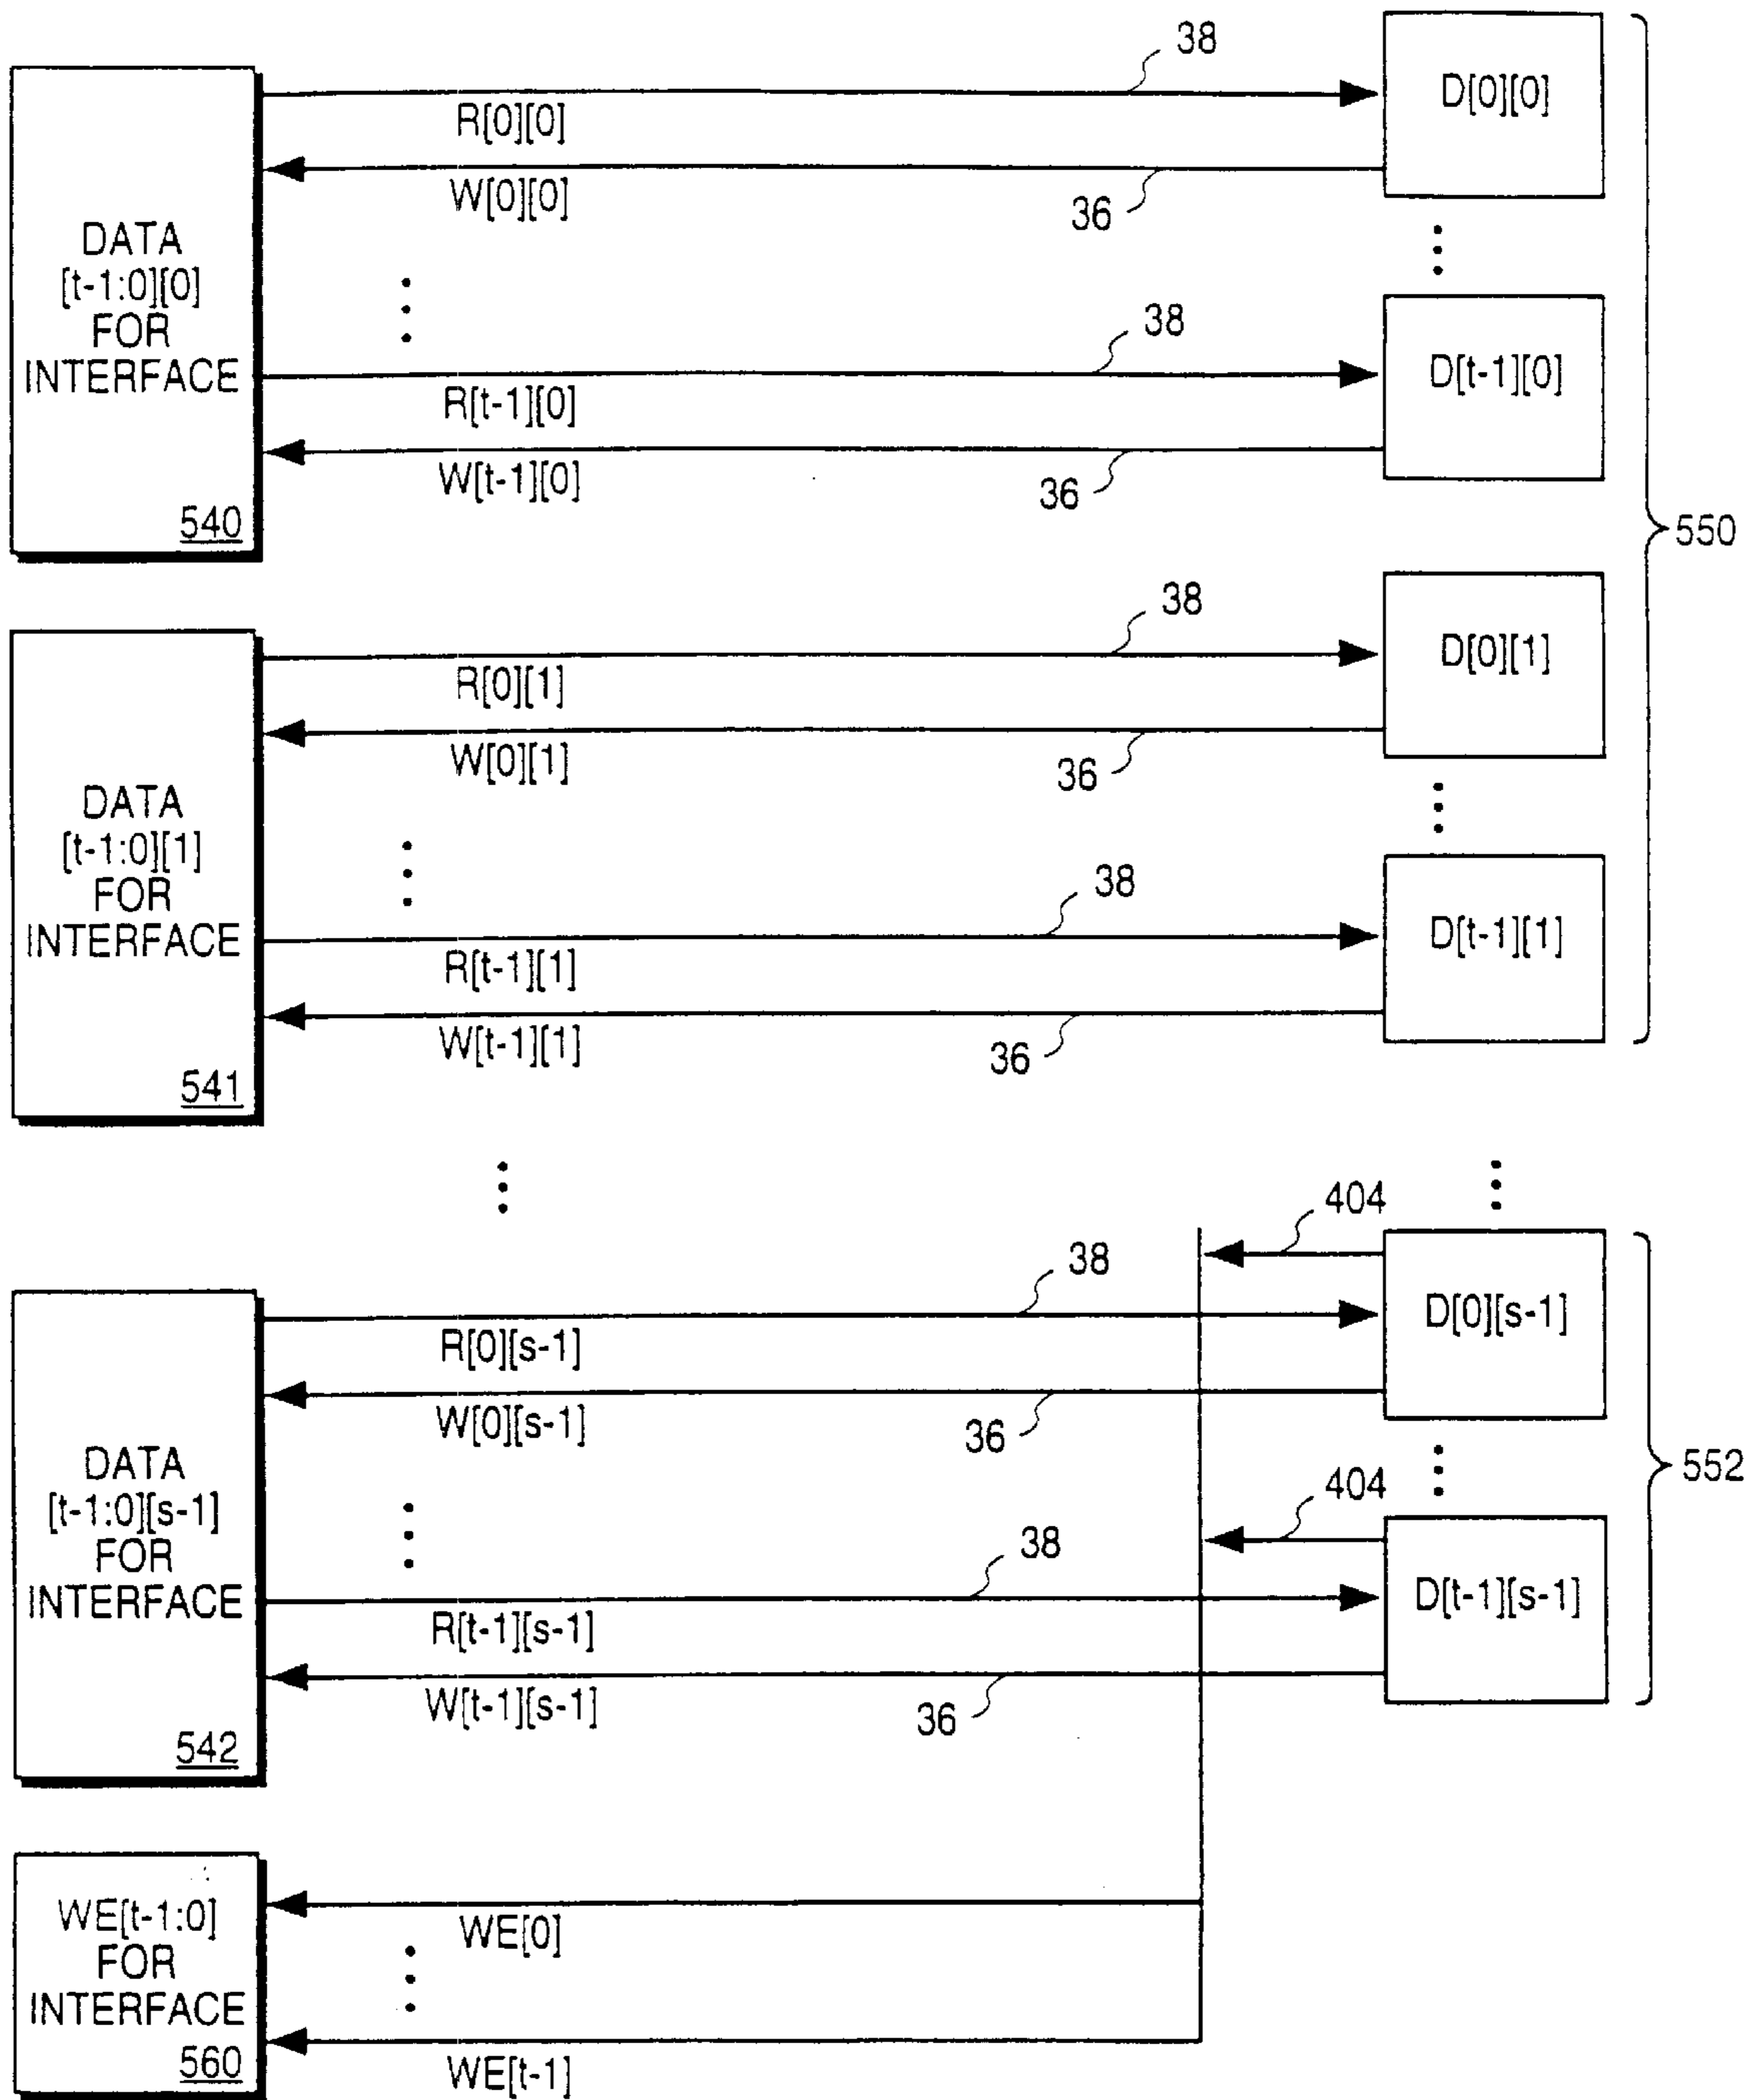 38
D[0][0]
R[0][0]
W[0][0]
36
DATA
[t-1:0][0]
FOR
INTERFACE
540
38
D[t-1][0]
R[t-1][0]
W[t-1][0]
36
550
38
D[0][1]
R[0][1]
W[0][1]
36
DATA
[t-1:0][1]
FOR
INTERFACE
541
38
D[t-1][1]
R[t-1][1]
W[t-1][1]
36
404
38
D[0][s-1]
R[0][s-1]
W[0][s-1]
36
DATA
[t-1:0][s-1]
FOR
INTERFACE
542
552
404
38
D[t-1][s-1]
R[t-1][s-1]
W[t-1][s-1]
36
WE[t-1:0]
FOR
INTERFACE
560
WE[0]
WE[t-1]